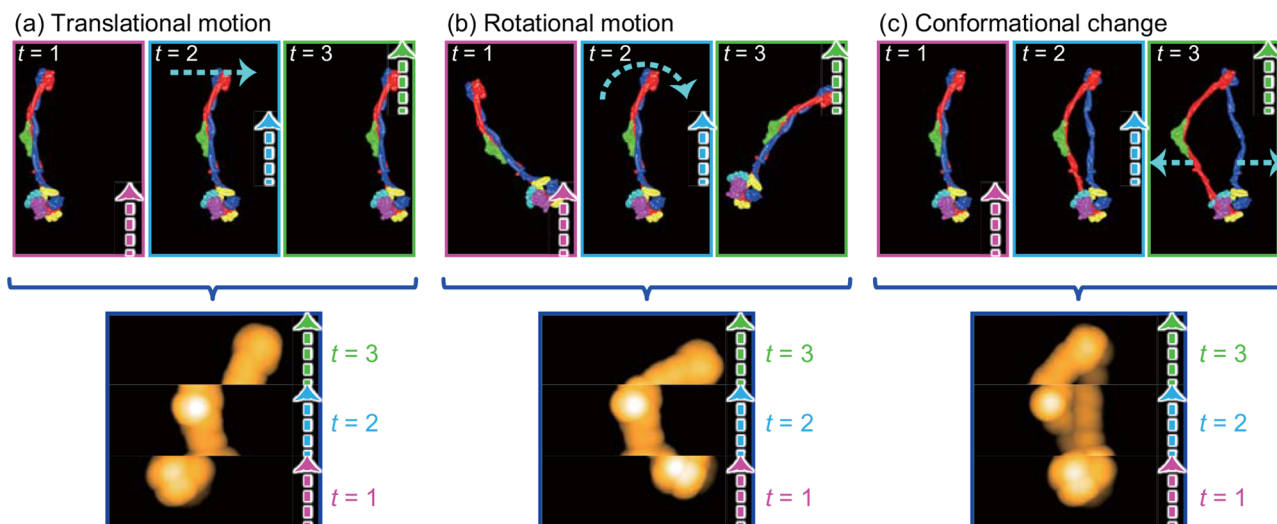 (a) Translational motion
t = 1
t = 2
t = 3
(b) Rotational motion
t = 1
t = 2
t = 3
(c) Conformational change
t = 1
t = 2
t = 3
t = 3
t = 2
t = 1
t = 3
t = 2
t = 1
t = 3
t = 2
t = 1